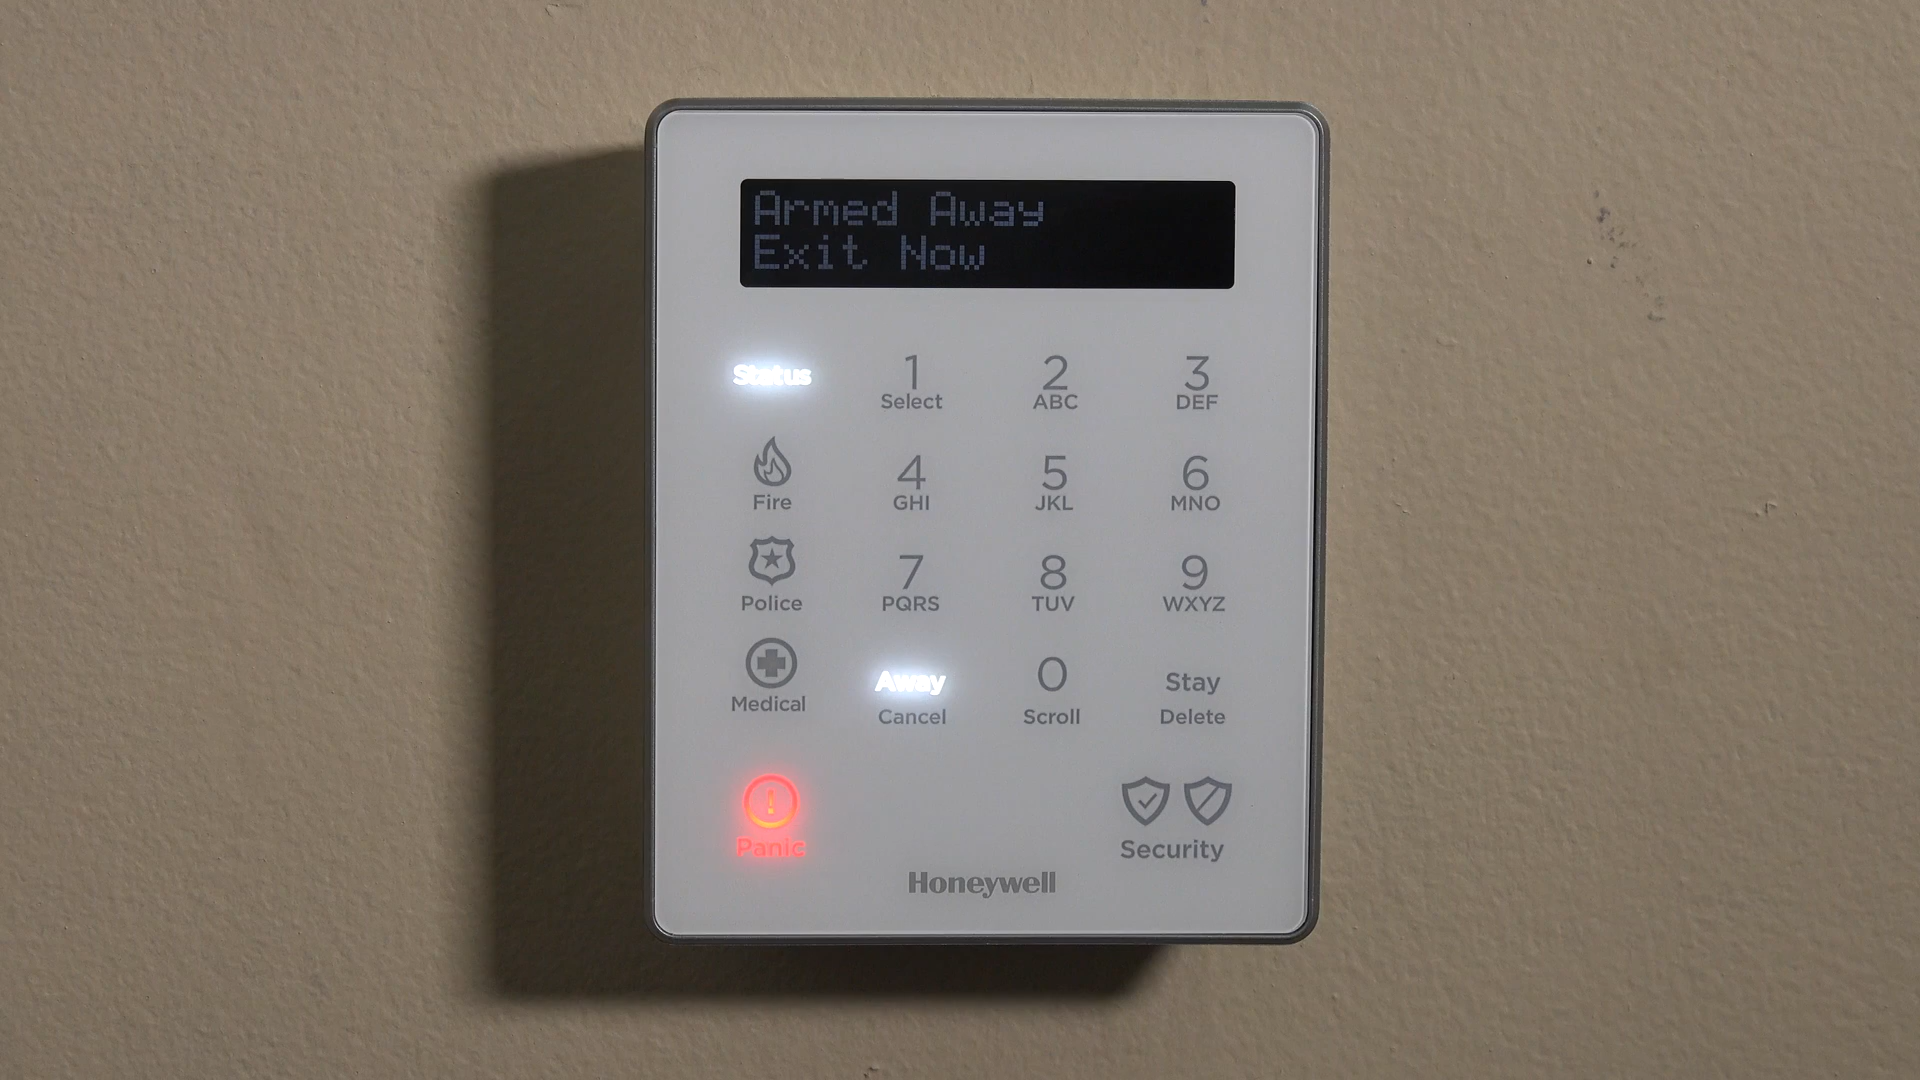 Armed Away
Exit Now
Status
1
2
3
Select
ABC
DEF
4
5
6
Fire
GHI
JKL
MNO
7
8
9
Police
PQRS
TUV
WXYZ
Away
0
Stay
Medical
Cancel
Scroll
Delete
Panic
Security
Honeywell